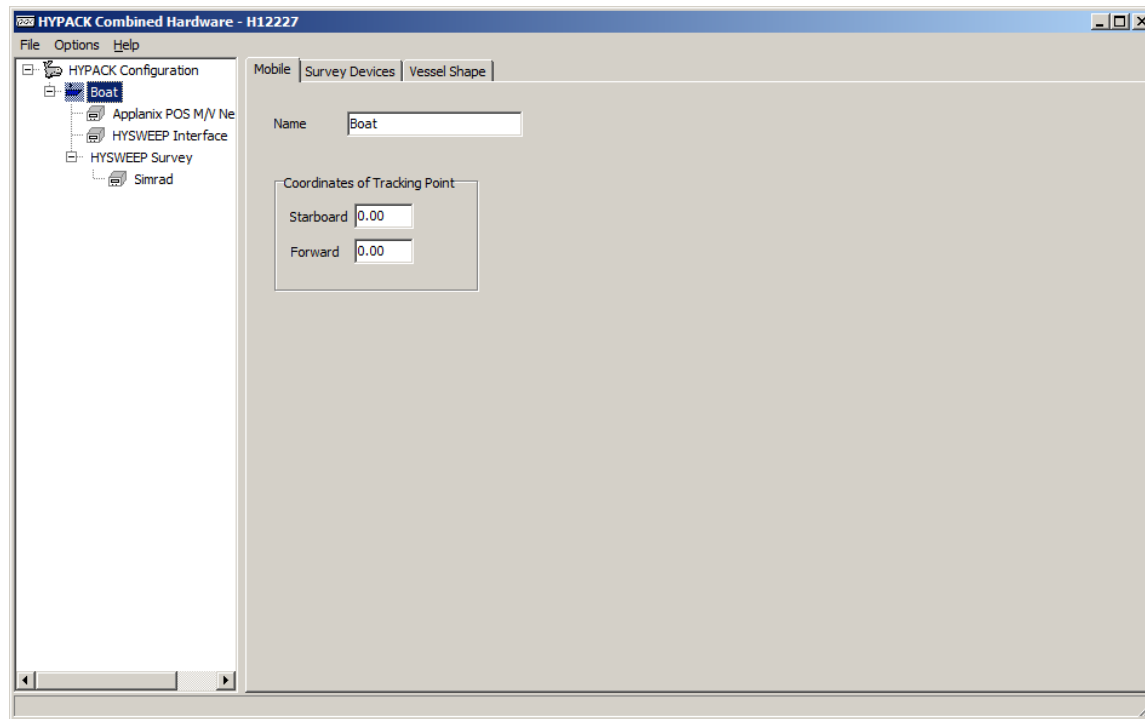 HYPACK Combined Hardware - H12227
File Options Help
HYPACK Configuration
Boat
Applanix POS M/V Ne
HYSWEEP Interface
HYSWEEP Survey
Simrad
Mobile Survey Devices Vessel Shape
Name Boat
Coordinates of Tracking Point
Starboard 0.00
Forward 0.00